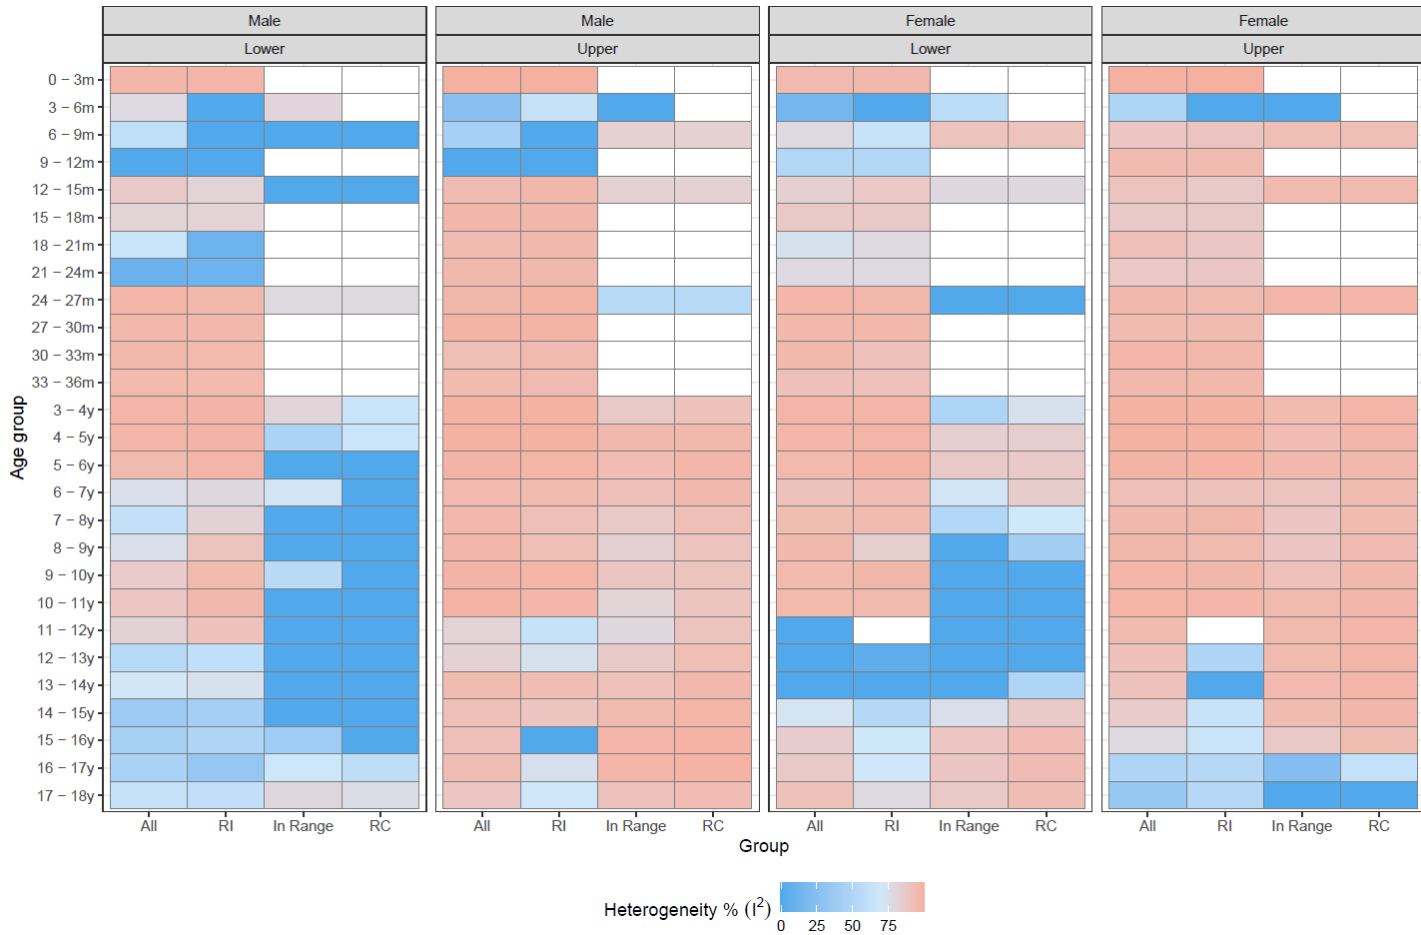 Male Male Female Female
Lower Upper Lower Upper
Age group
0 − 3m
3 − 6m
6 − 9m
9 − 12m
12 − 15m
15 − 18m
18 − 21m
21 − 24m
24 − 27m
27 − 30m
30 − 33m
33 − 36m
3 − 4y
4 − 5y
5 − 6y
6 − 7y
7 − 8y
8 − 9y
9 − 10y
10 − 11y
11 − 12y
12 − 13y
13 − 14y
14 − 15y
15 − 16y
16 − 17y
17 − 18y
All RI In Range RC All RI In Range RC All RI In Range RC All RI In Range RC
Group
Heterogeneity % (I²)
0 25 50 75